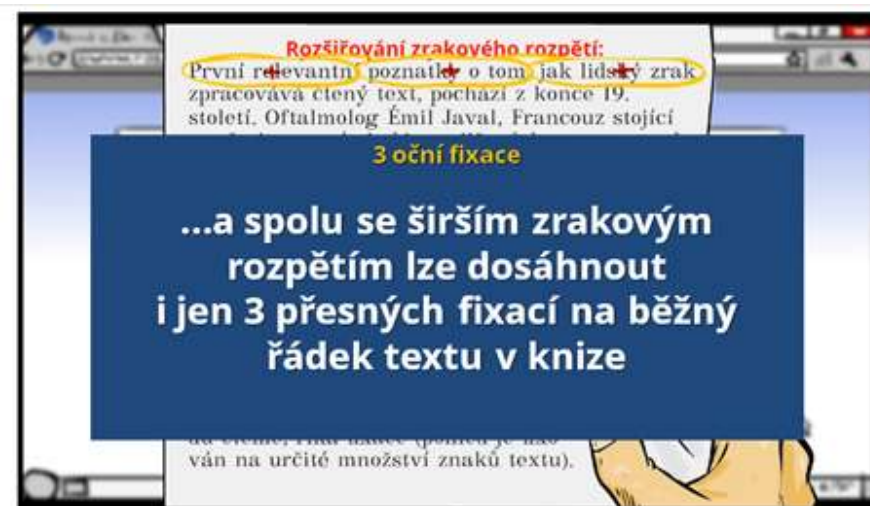 Rozšiřování zrakového rozpětí:
První relevantní poznatky o tom, jak lidský zrak
zpracovává čtený text, pochází z konce 19.
století. Oftalmolog Émil Javal, Francouz stojící
3 oční fixace
...a spolu se širším zrakovým
rozpětím lze dosáhnout
i jen 3 přesných fixací na běžný
řádek textu v knize
ván na určité množství znaků textu).